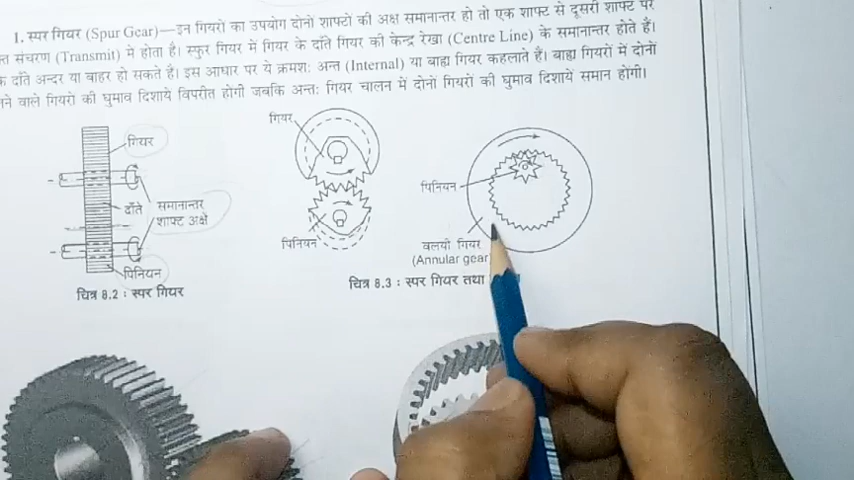 1. स्पर गियर (Spur Gear)—इन गियरों का उपयोग दोनों शाफ्टों की अक्ष समानान्तर हो तो एक शाफ्ट से दूसरी शाफ्ट पर
संचरण (Transmit) में होता है। स्फुर गियर में गियर के दाँते गियर की केन्द्र रेखा (Centre Line) के समानान्तर होते हैं।
के दाँते अन्दर या बाहर हो सकते हैं। इस आधार पर ये क्रमशः अन्त (Internal) या बाह्य गियर कहलाते हैं। बाह्य गियरों में दोनों
वाले गियरों की घुमाव दिशायें विपरीत होगी जबकि अन्तः गियर चालन में दोनों गियरों की घुमाव दिशायें समान होंगी।
गियर
दाँते
समानान्तर
शाफ्ट अक्षे
पिनियन
चित्र 8.2 : स्पर गियर
गियर
पिनियन
पिनियन
वलयो गियर
(Annular gear
चित्र 8.3 : स्पर गियर तथा